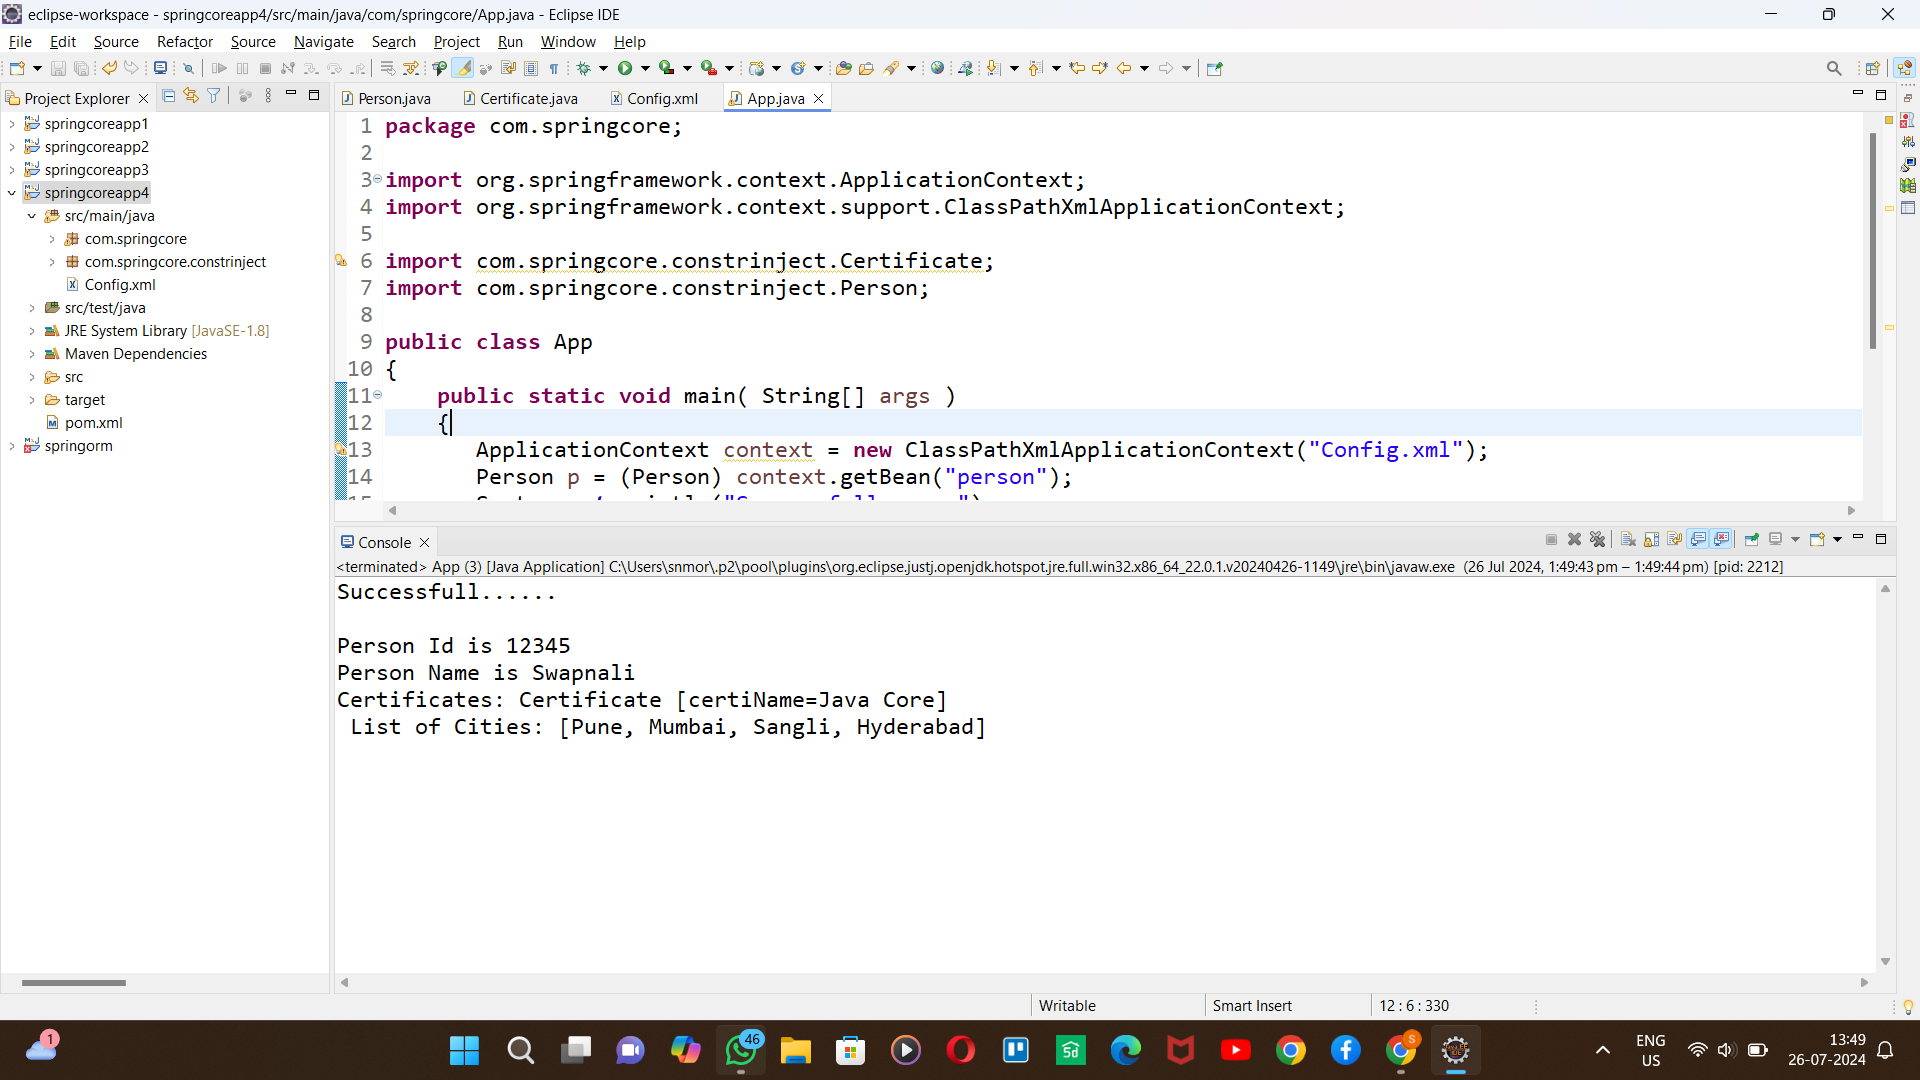 eclipse-workspace - springcoreapp4/src/main/java/com/springcore/App.java - Eclipse IDE
File Edit Source Refactor Source Navigate Search Project Run Window Help
Project Explorer
springcoreapp1
springcoreapp2
springcoreapp3
springcoreapp4
src/main/java
com.springcore
com.springcore.constrinject
Config.xml
src/test/java
JRE System Library [JavaSE-1.8]
Maven Dependencies
src
target
pom.xml
springorm
Person.java Certificate.java Config.xml App.java
1 package com.springcore;
2
3 import org.springframework.context.ApplicationContext;
4 import org.springframework.context.support.ClassPathXmlApplicationContext;
5
6 import com.springcore.constrinject.Certificate;
7 import com.springcore.constrinject.Person;
8
9 public class App
10 {
11 public static void main( String[] args )
12 {
13 ApplicationContext context = new ClassPathXmlApplicationContext("Config.xml");
14 Person p = (Person) context.getBean("person");
Console
<terminated> App (3) [Java Application] C:\Users\snmor\.p2\pool\plugins\org.eclipse.justj.openjdk.hotspot.jre.full.win32.x86_64_22.0.1.v20240426-1149\jre\bin\javaw.exe (26 Jul 2024, 1:49:43 pm – 1:49:44 pm) [pid: 2212]
Successfull......
Person Id is 12345
Person Name is Swapnali
Certificates: Certificate [certiName=Java Core]
List of Cities: [Pune, Mumbai, Sangli, Hyderabad]
Writable Smart Insert 12 : 6 : 330
1
46
Sd
S
ENG
US
13:49
26-07-2024